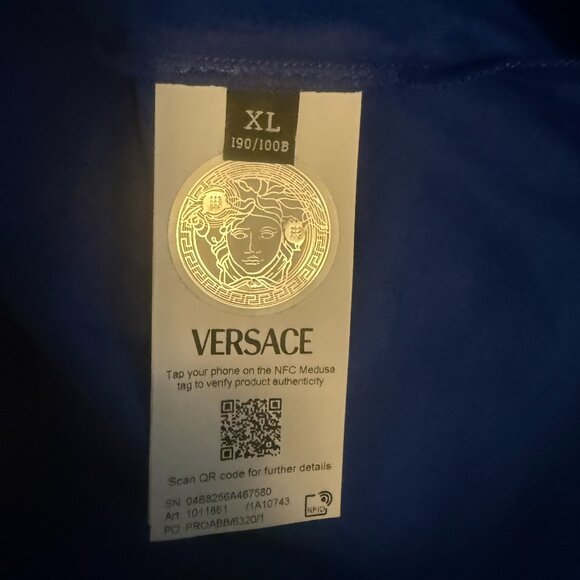 XL
190/100B
VERSACE
Tap your phone on the NFC Medusa
tag to verify product authenticity
Scan QR code for further details
SN 04B8256A467580
Art. 1011861 /1A10743
PO PROABB/6320/1
RFID